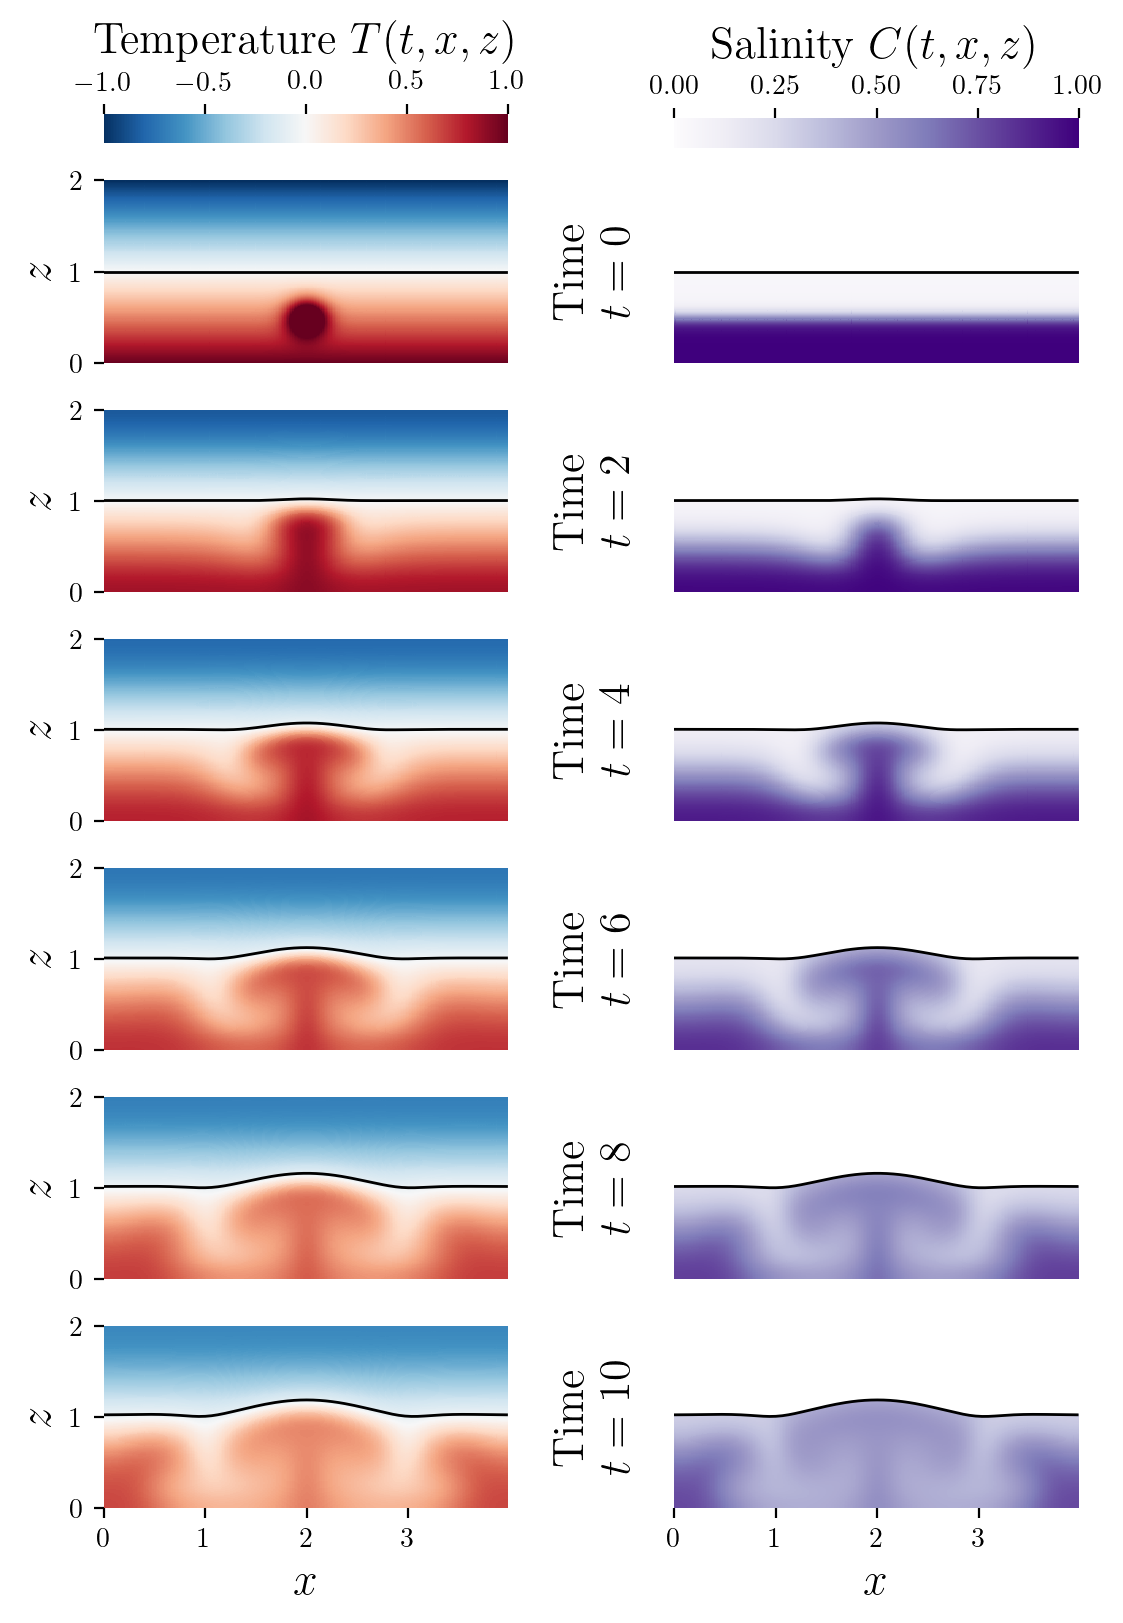 Temperature T(t, x, z)
−1.0 −0.5 0.0 0.5 1.0
Salinity C(t, x, z)
0.00 0.25 0.50 0.75 1.00
2
z 1
0
Time
t = 0
2
z 1
0
Time
t = 2
2
z 1
0
Time
t = 4
2
z 1
0
Time
t = 6
2
z 1
0
Time
t = 8
2
z 1
0
Time
t = 10
0 1 2 3
x
0 1 2 3
x